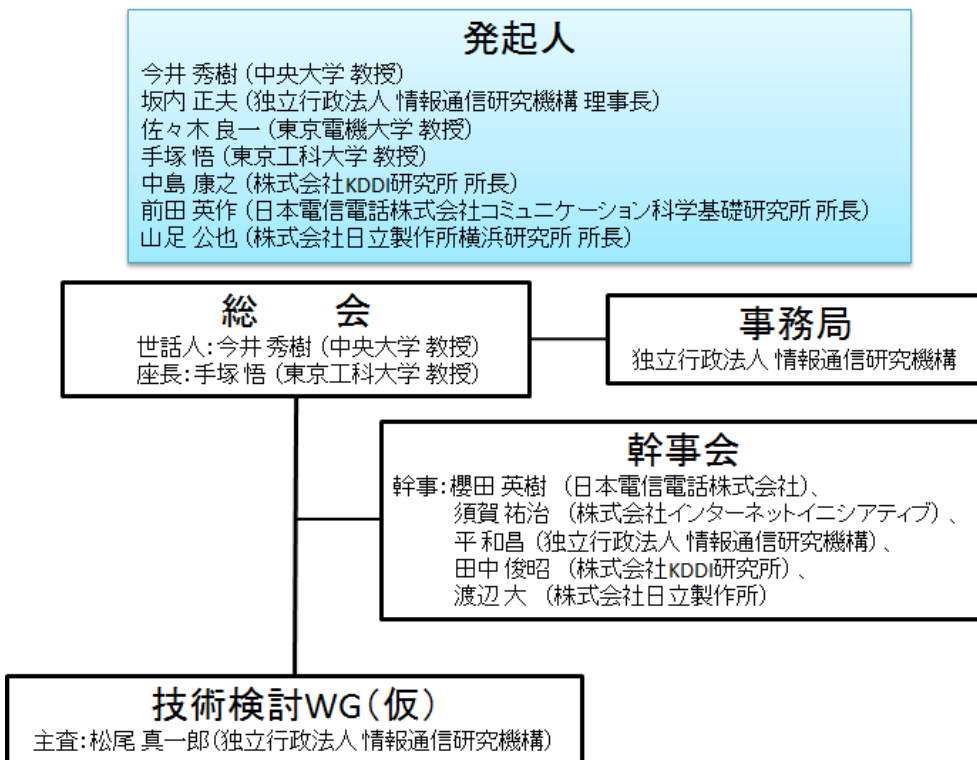 発起人
今井 秀樹 (中央大学 教授)
坂内 正夫 (独立行政法人 情報通信研究機構 理事長)
佐々木 良一 (東京電機大学 教授)
手塚 悟 (東京工科大学 教授)
中島 康之 (株式会社KDDI研究所 所長)
前田 英作 (日本電信電話株式会社コミュニケーション科学基礎研究所 所長)
山足 公也 (株式会社日立製作所横浜研究所 所長)
総　会
世話人:今井 秀樹 (中央大学 教授)
座長:手塚 悟 (東京工科大学 教授)
事務局
独立行政法人 情報通信研究機構
幹事会
幹事:櫻田 英樹 (日本電信電話株式会社)、
須賀 祐治 (株式会社インターネットイニシアティブ)、
平 和昌 (独立行政法人 情報通信研究機構)、
田中 俊昭 (株式会社KDDI研究所)、
渡辺 大 (株式会社日立製作所)
技術検討WG(仮)
主査:松尾 真一郎(独立行政法人 情報通信研究機構)